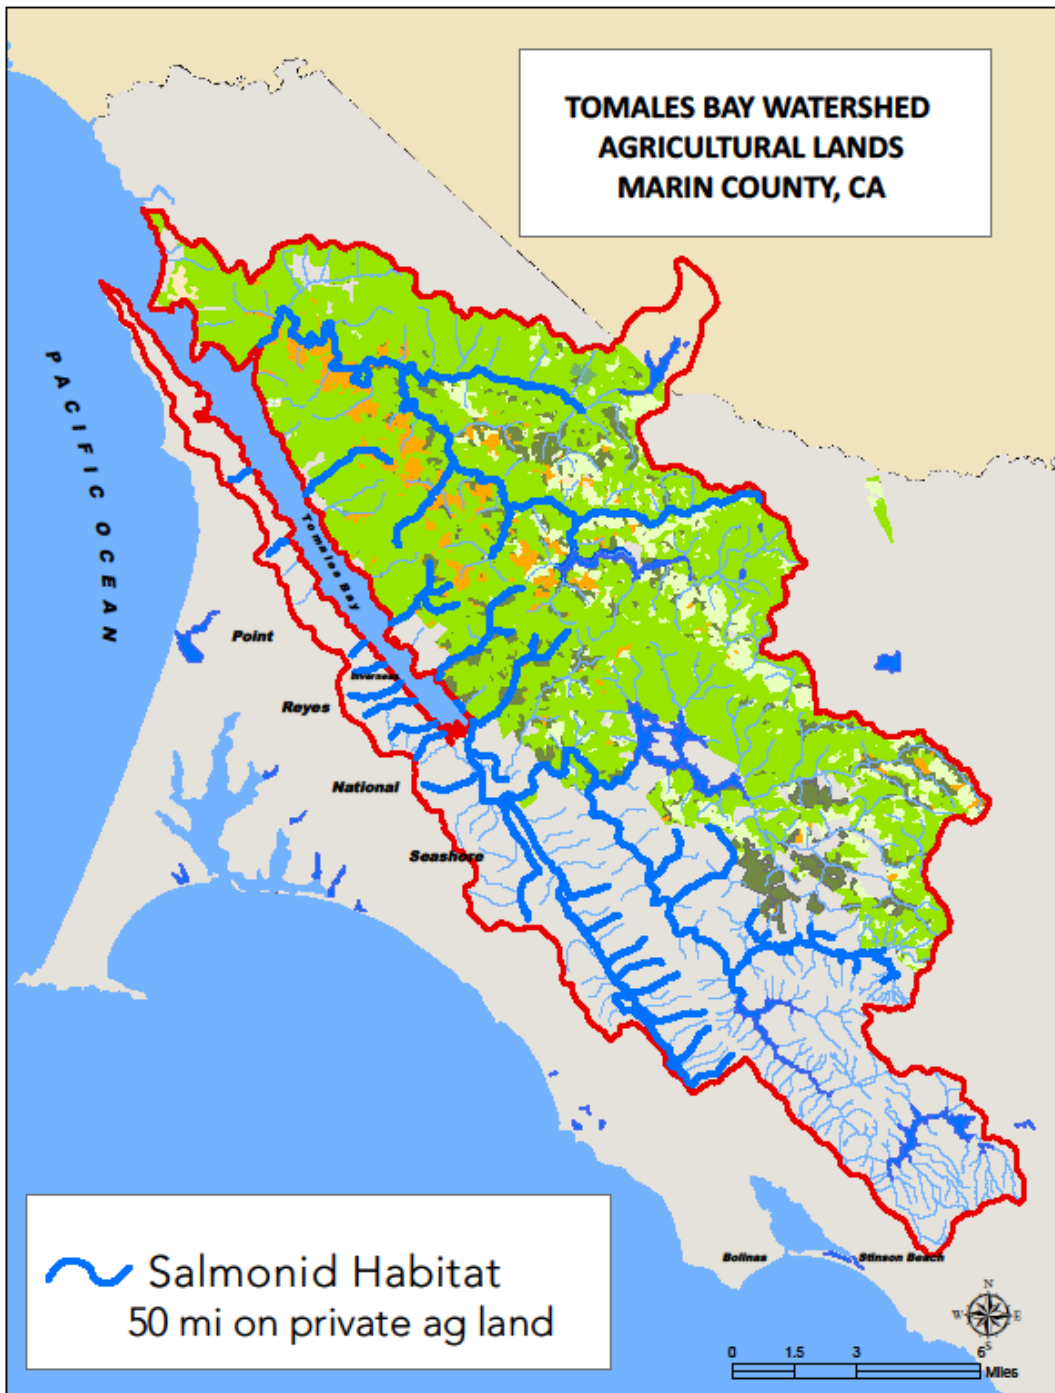 TOMALES BAY WATERSHED
AGRICULTURAL LANDS
MARIN COUNTY, CA
PACIFIC OCEAN
Tomales Bay
Point
Inverness
Reyes
National
Seashore
Salmonid Habitat
50 mi on private ag land
Bolinas
Stinson Beach
N
W
E
S
0 1.5 3 6
Miles